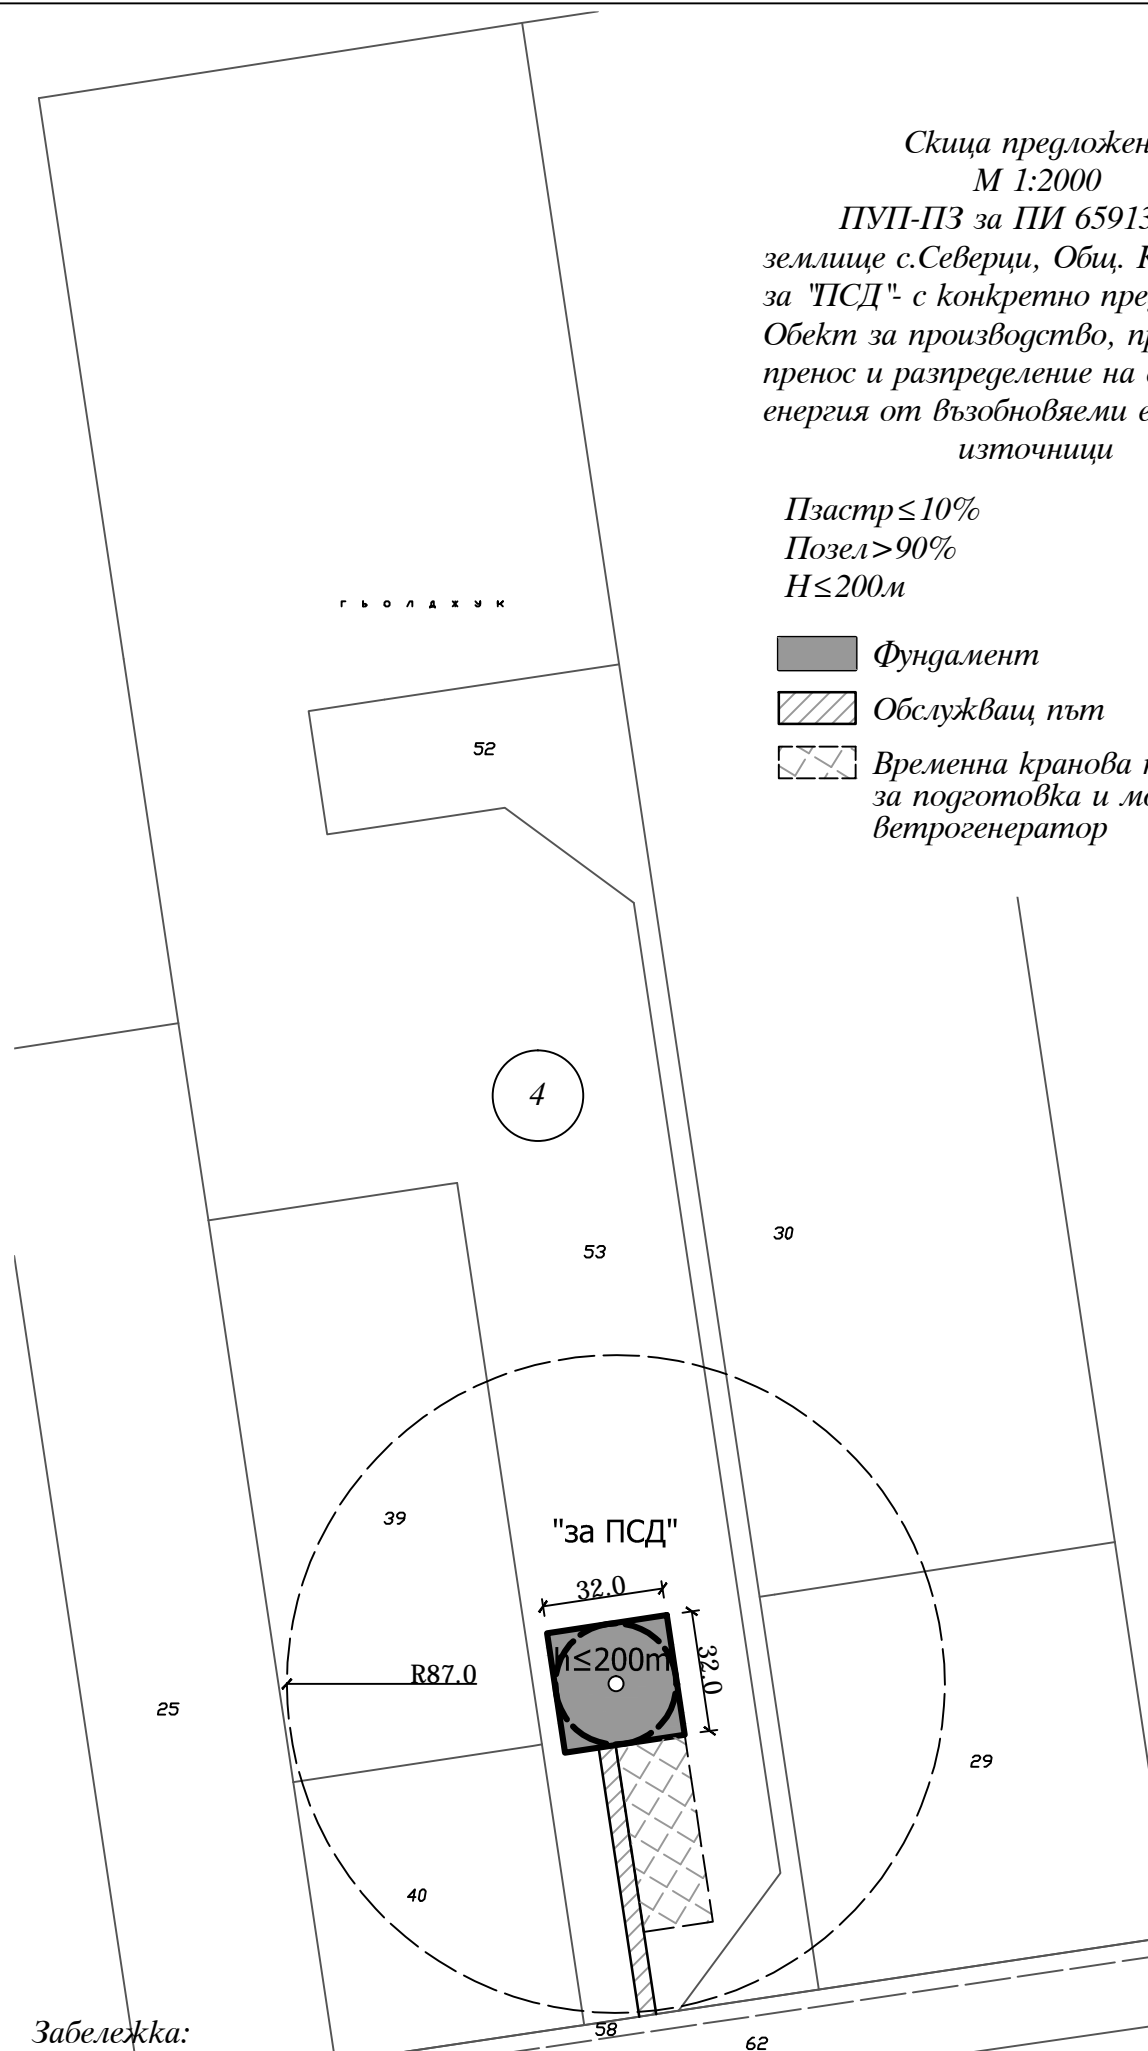 Скица предложен
М 1:2000
ПУП-ПЗ за ПИ 65913
землище с.Северци, Общ. К
за "ПСД"- с конкретно пре
Обект за производство, пр
пренос и разпределение на
енергия от възобновяеми е
източници
Пзастр≤10%
Позел>90%
Н≤200м
Фундамент
Обслужващ път
Временна кранова
за подготовка и мо
ветрогенератор
ГЬОЛДЖУК
52
4
53
30
39
"за ПСД"
32.0
h≤200m
32.0
R87.0
25
29
40
Забележка:
58
62